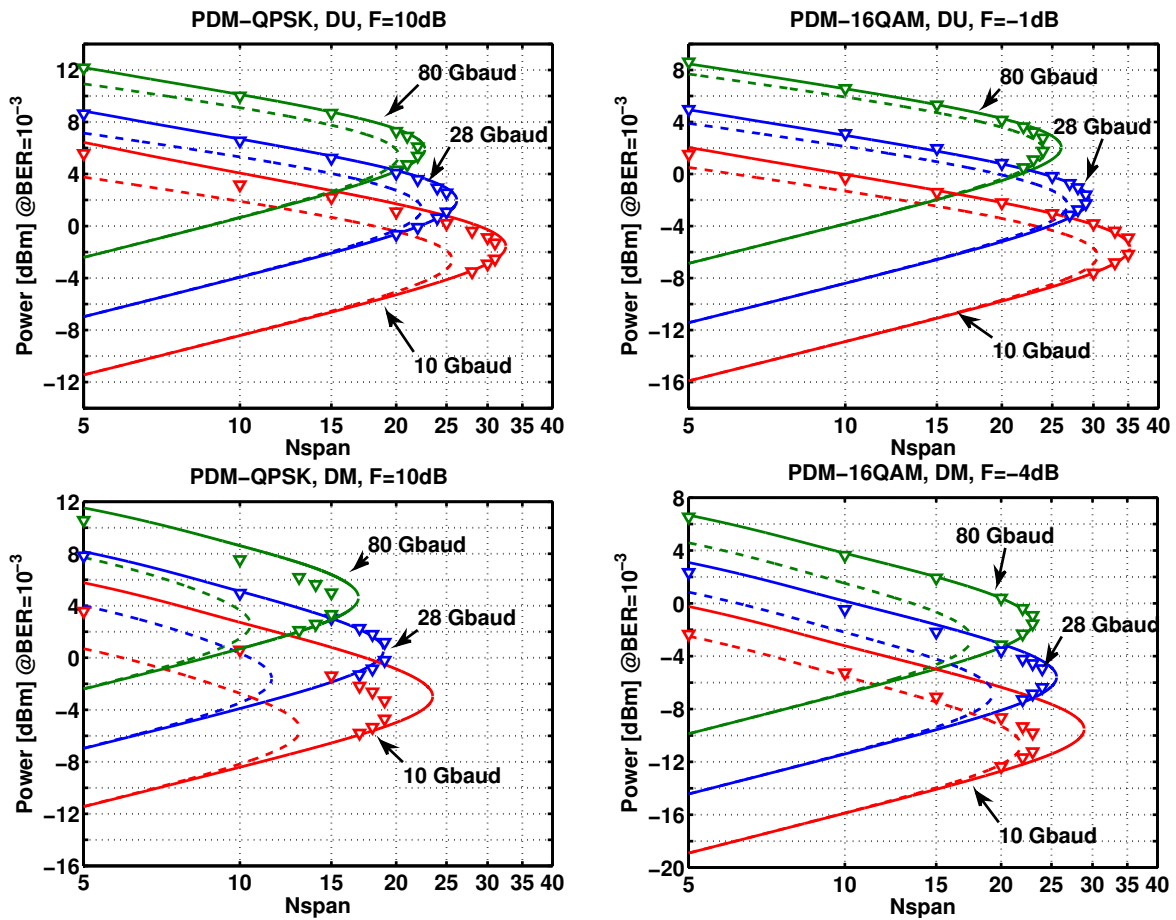 PDM−QPSK, DU, F=10dB
Power [dBm] @BER=10−3
12
8
4
0
−4
−8
−12
80 Gbaud
28 Gbaud
10 Gbaud
5 10 15 20 25 30 35 40
Nspan
PDM−16QAM, DU, F=−1dB
Power [dBm] @BER=10−3
8
4
0
−4
−8
−12
−16
80 Gbaud
28 Gbaud
10 Gbaud
5 10 15 20 25 30 35 40
Nspan
PDM−QPSK, DM, F=10dB
Power [dBm] @BER=10−3
12
8
4
0
−4
−8
−12
−16
80 Gbaud
28 Gbaud
10 Gbaud
5 10 15 20 25 30 35 40
Nspan
PDM−16QAM, DM, F=−4dB
Power [dBm] @BER=10−3
8
4
0
−4
−8
−12
−16
−20
80 Gbaud
28 Gbaud
10 Gbaud
5 10 15 20 25 30 35 40
Nspan